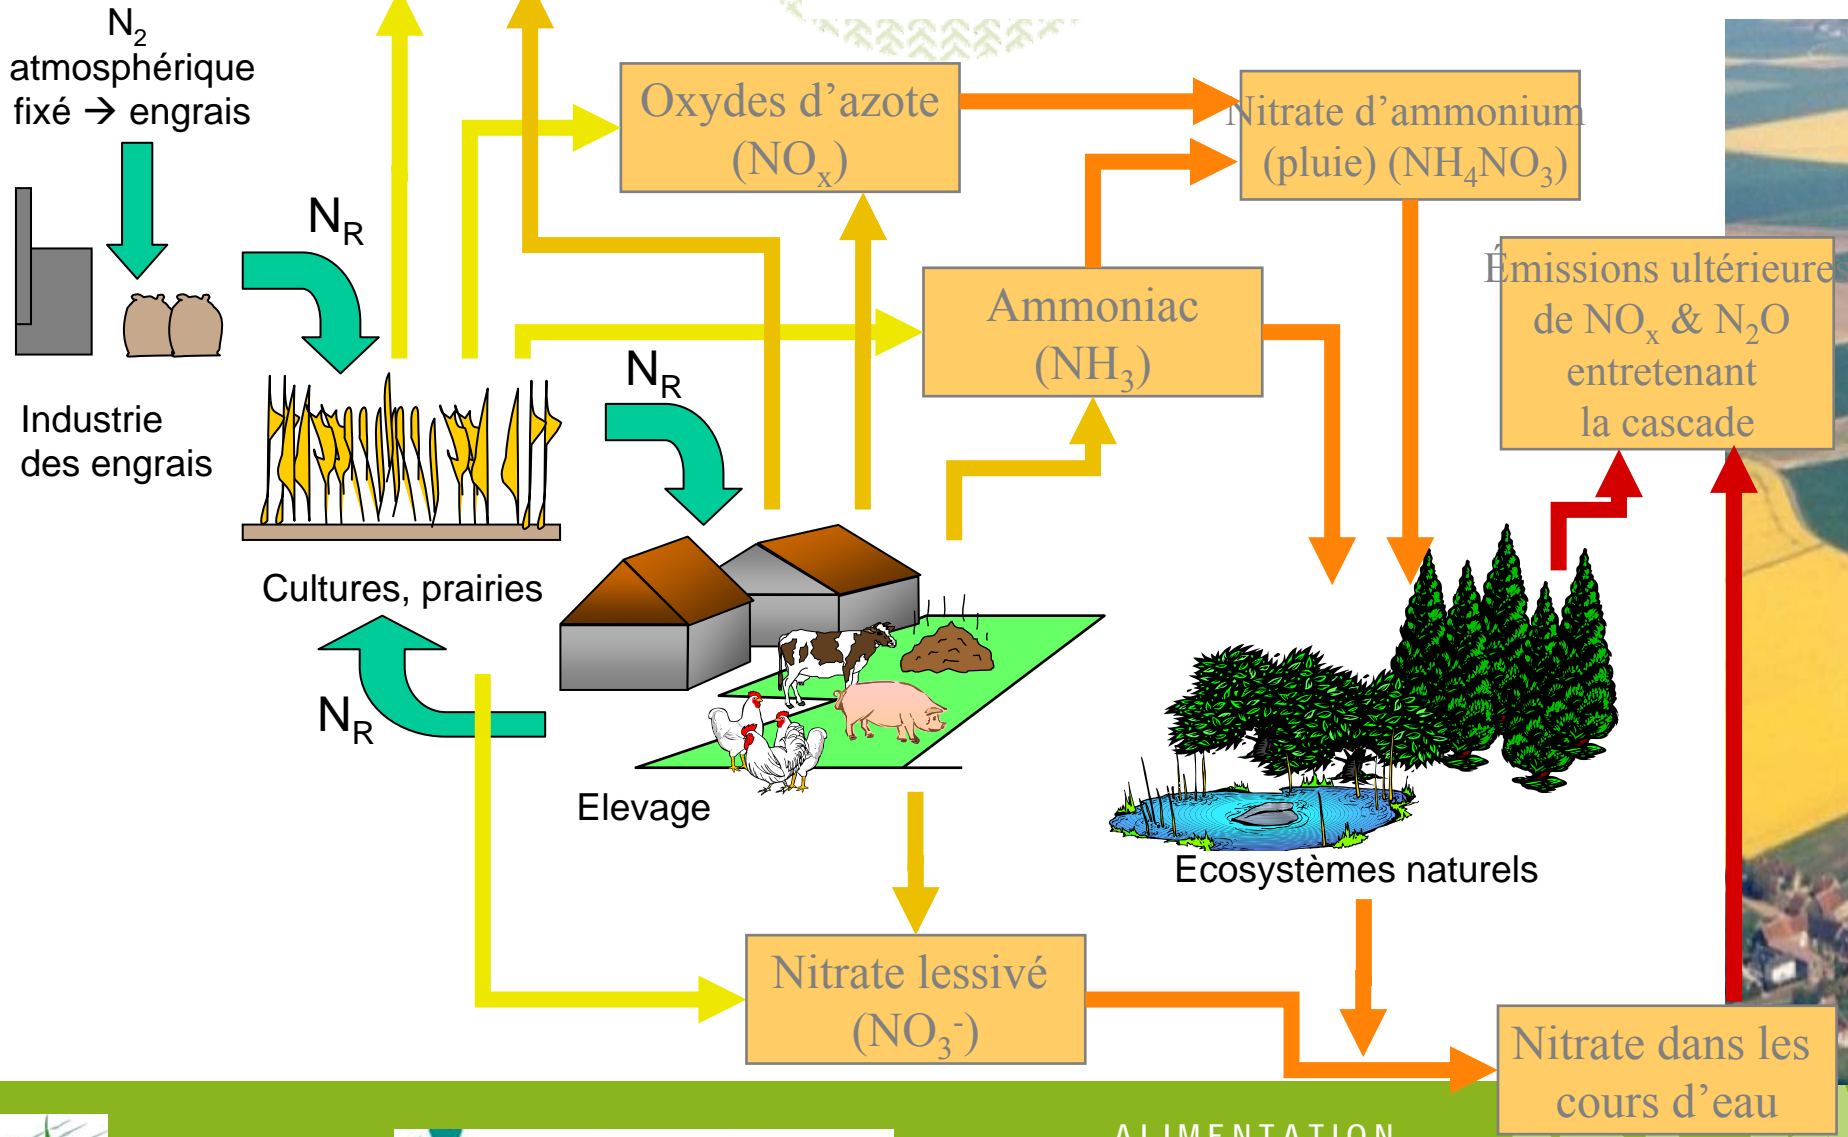 N2
atmosphérique
fixé → engrais
Oxydes d’azote
(NOx)
Nitrate d’ammonium
(pluie) (NH4NO3)
NR
Émissions ultérieures
de NOx & N2O
entretenant
la cascade
Ammoniac
(NH3)
NR
Industrie
des engrais
Cultures, prairies
NR
Elevage
Ecosystèmes naturels
Nitrate lessivé
(NO3-)
Nitrate dans les
cours d’eau
ALIMENTATION